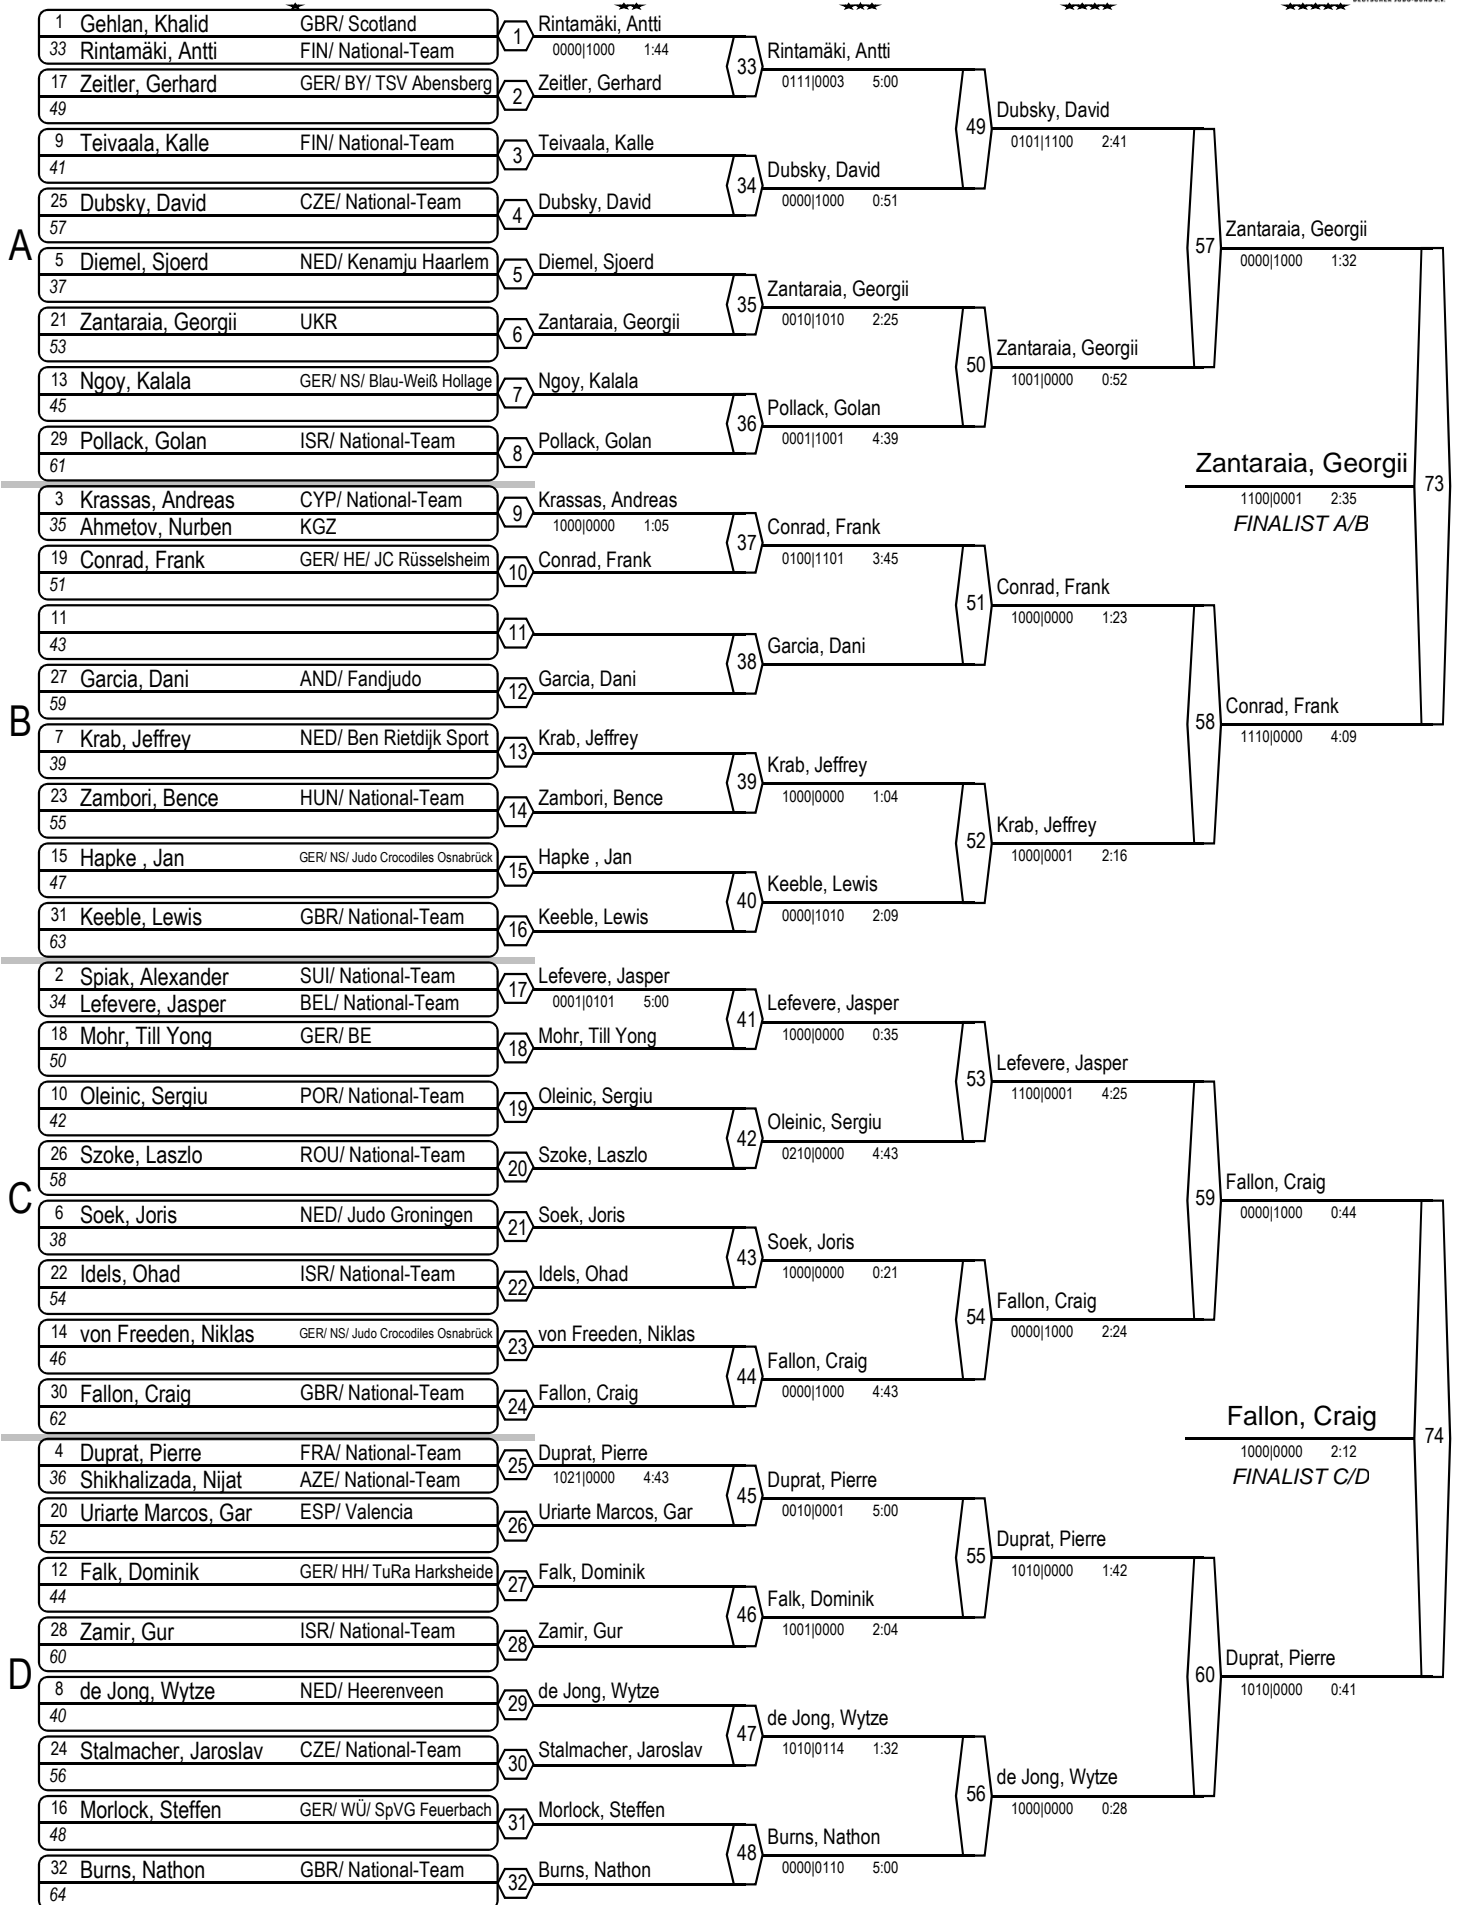 1 Gehlan, Khalid GBR/ Scotland
33 Rintamäki, Antti FIN/ National-Team
17 Zeitler, Gerhard GER/ BY/ TSV Abensberg
49
9 Teivaala, Kalle FIN/ National-Team
41
25 Dubsky, David CZE/ National-Team
57
A
5 Diemel, Sjoerd NED/ Kenamju Haarlem
37
21 Zantaraia, Georgii UKR
53
13 Ngoy, Kalala GER/ NS/ Blau-Weiß Hollage
45
29 Pollack, Golan ISR/ National-Team
61
3 Krassas, Andreas CYP/ National-Team
35 Ahmetov, Nurben KGZ
19 Conrad, Frank GER/ HE/ JC Rüsselsheim
51
11
43
27 Garcia, Dani AND/ Fandjudo
59
B
7 Krab, Jeffrey NED/ Ben Rietdijk Sport
39
23 Zambori, Bence HUN/ National-Team
55
15 Hapke , Jan GER/ NS/ Judo Crocodiles Osnabrück
47
31 Keeble, Lewis GBR/ National-Team
63
2 Spiak, Alexander SUI/ National-Team
34 Lefevere, Jasper BEL/ National-Team
18 Mohr, Till Yong GER/ BE
50
10 Oleinic, Sergiu POR/ National-Team
42
26 Szoke, Laszlo ROU/ National-Team
58
C
6 Soek, Joris NED/ Judo Groningen
38
22 Idels, Ohad ISR/ National-Team
54
14 von Freeden, Niklas GER/ NS/ Judo Crocodiles Osnabrück
46
30 Fallon, Craig GBR/ National-Team
62
4 Duprat, Pierre FRA/ National-Team
36 Shikhalizada, Nijat AZE/ National-Team
20 Uriarte Marcos, Gar ESP/ Valencia
52
12 Falk, Dominik GER/ HH/ TuRa Harksheide
44
28 Zamir, Gur ISR/ National-Team
60
D
8 de Jong, Wytze NED/ Heerenveen
40
24 Stalmacher, Jaroslav CZE/ National-Team
56
16 Morlock, Steffen GER/ WÜ/ SpVG Feuerbach
48
32 Burns, Nathon GBR/ National-Team
64
1 Rintamäki, Antti
0000|1000 1:44
2 Zeitler, Gerhard
3 Teivaala, Kalle
4 Dubsky, David
5 Diemel, Sjoerd
6 Zantaraia, Georgii
7 Ngoy, Kalala
8 Pollack, Golan
9 Krassas, Andreas
1000|0000 1:05
10 Conrad, Frank
11
12 Garcia, Dani
13 Krab, Jeffrey
14 Zambori, Bence
15 Hapke , Jan
16 Keeble, Lewis
17 Lefevere, Jasper
0001|0101 5:00
18 Mohr, Till Yong
19 Oleinic, Sergiu
20 Szoke, Laszlo
21 Soek, Joris
22 Idels, Ohad
23 von Freeden, Niklas
24 Fallon, Craig
25 Duprat, Pierre
1021|0000 4:43
26 Uriarte Marcos, Gar
27 Falk, Dominik
28 Zamir, Gur
29 de Jong, Wytze
30 Stalmacher, Jaroslav
31 Morlock, Steffen
32 Burns, Nathon
33 Rintamäki, Antti
0111|0003 5:00
34 Dubsky, David
0000|1000 0:51
35 Zantaraia, Georgii
0010|1010 2:25
36 Pollack, Golan
0001|1001 4:39
37 Conrad, Frank
0100|1101 3:45
38 Garcia, Dani
39 Krab, Jeffrey
1000|0000 1:04
40 Keeble, Lewis
0000|1010 2:09
41 Lefevere, Jasper
1000|0000 0:35
42 Oleinic, Sergiu
0210|0000 4:43
43 Soek, Joris
1000|0000 0:21
44 Fallon, Craig
0000|1000 4:43
45 Duprat, Pierre
0010|0001 5:00
46 Falk, Dominik
1001|0000 2:04
47 de Jong, Wytze
1010|0114 1:32
48 Burns, Nathon
0000|0110 5:00
49 Dubsky, David
0101|1100 2:41
50 Zantaraia, Georgii
1001|0000 0:52
51 Conrad, Frank
1000|0000 1:23
52 Krab, Jeffrey
1000|0001 2:16
53 Lefevere, Jasper
1100|0001 4:25
54 Fallon, Craig
0000|1000 2:24
55 Duprat, Pierre
1010|0000 1:42
56 de Jong, Wytze
1000|0000 0:28
57 Zantaraia, Georgii
0000|1000 1:32
58 Conrad, Frank
1110|0000 4:09
59 Fallon, Craig
0000|1000 0:44
60 Duprat, Pierre
1010|0000 0:41
Zantaraia, Georgii 73
1100|0001 2:35
FINALIST A/B
Fallon, Craig 74
1000|0000 2:12
FINALIST C/D